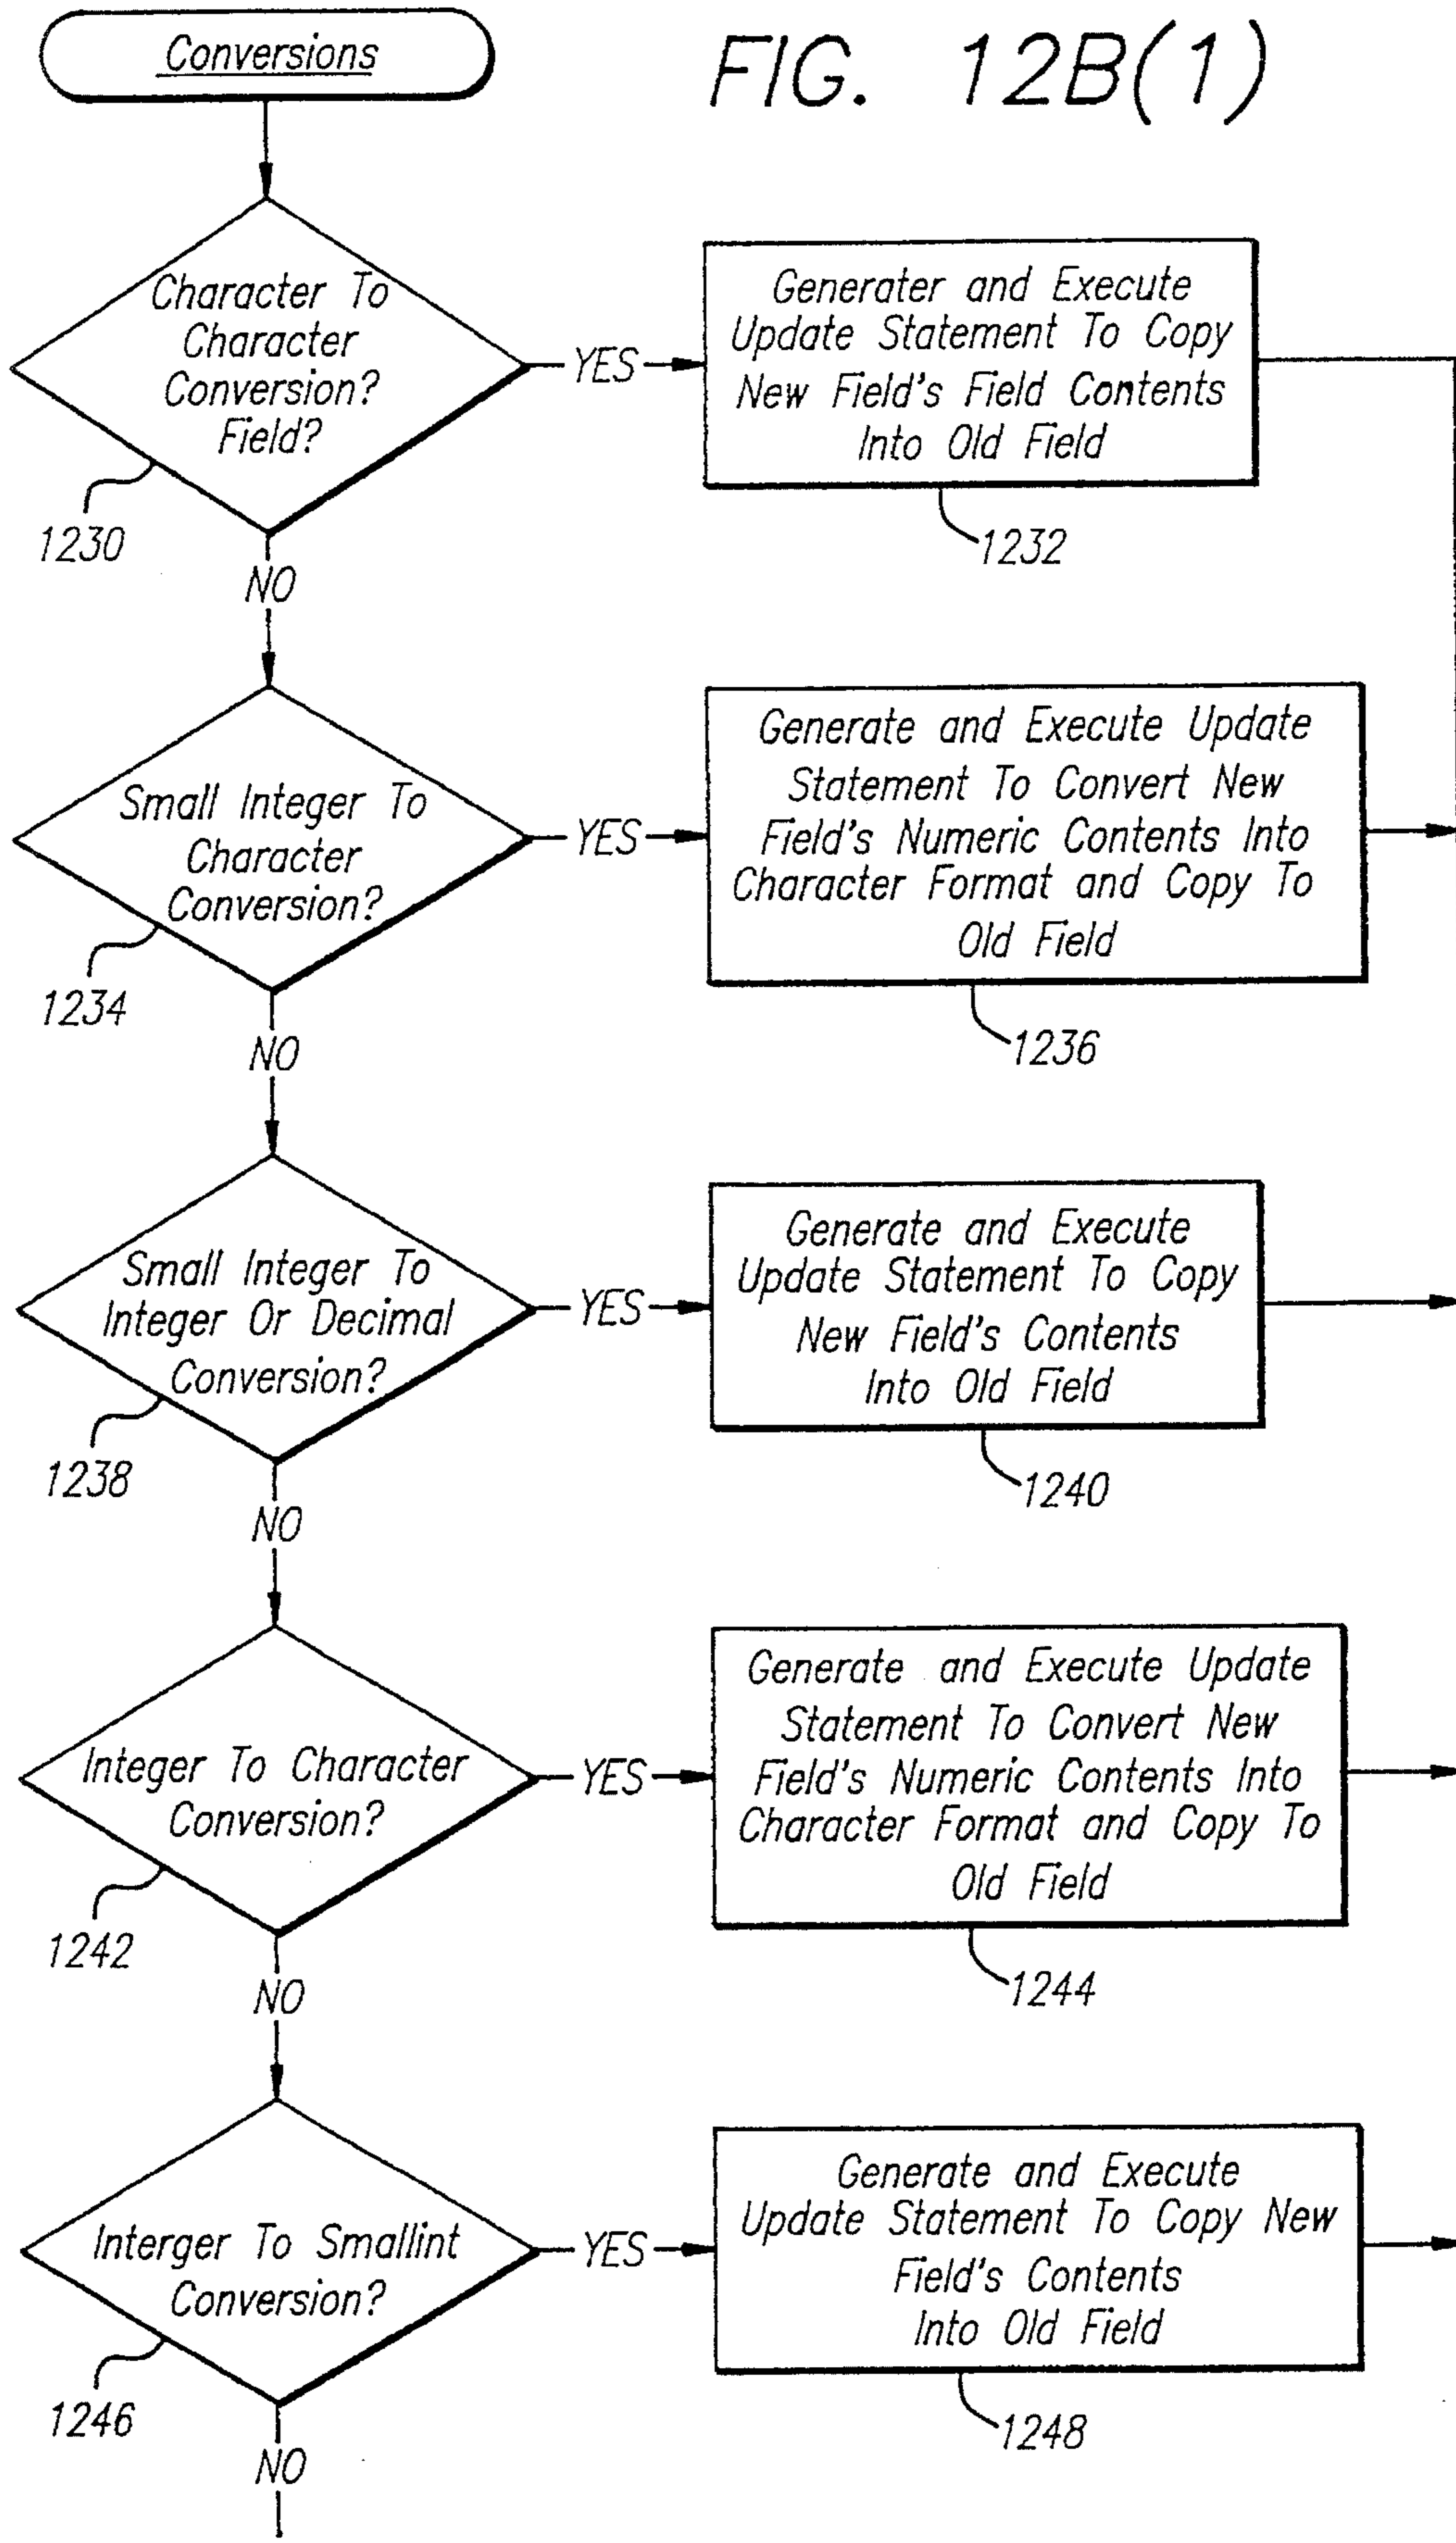 Conversions
FIG. 12B(1)
Character To
Character
Conversion?
Field?
1230
YES
Generater and Execute
Update Statement To Copy
New Field's Field Contents
Into Old Field
1232
NO
Small Integer To
Character
Conversion?
1234
YES
Generate and Execute Update
Statement To Convert New
Field's Numeric Contents Into
Character Format and Copy To
Old Field
1236
NO
Small Integer To
Integer Or Decimal
Conversion?
1238
YES
Generate and Execute
Update Statement To Copy
New Field's Contents
Into Old Field
1240
NO
Integer To Character
Conversion?
1242
YES
Generate and Execute Update
Statement To Convert New
Field's Numeric Contents Into
Character Format and Copy To
Old Field
1244
NO
Interger To Smallint
Conversion?
1246
YES
Generate and Execute
Update Statement To Copy New
Field's Contents
Into Old Field
1248
NO